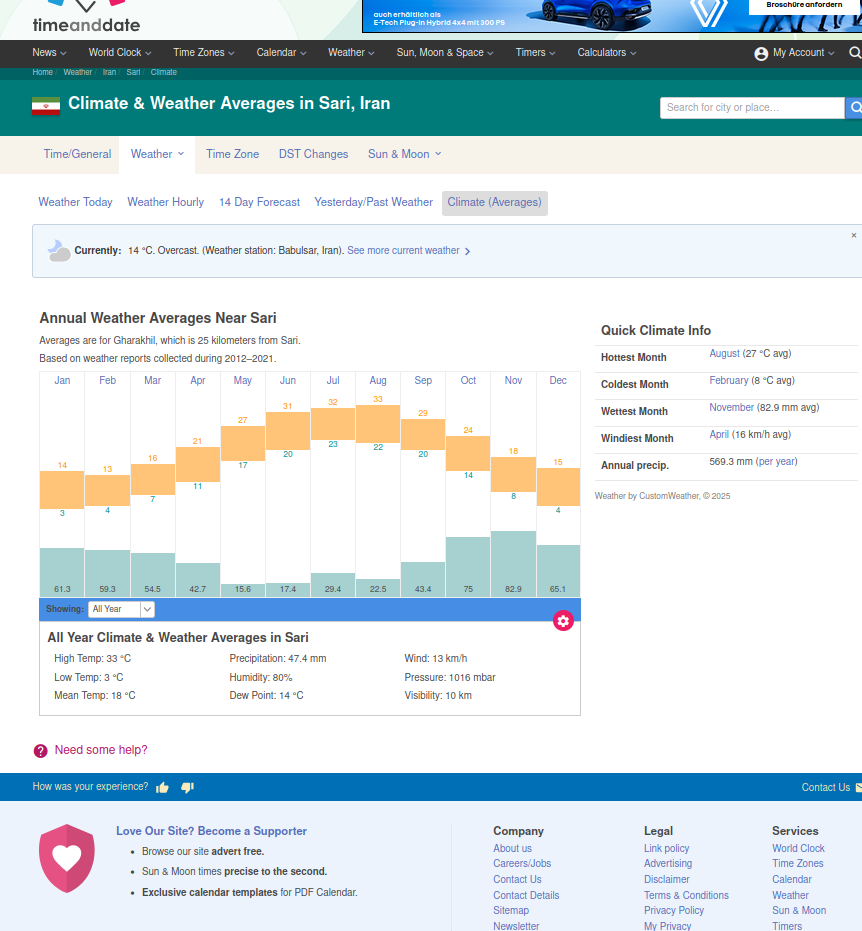 auch erhältlich als
E-Tech Plug-in Hybrid 4x4 mit 300 PS
Broschüre anfordern
timeanddate
News World Clock Time Zones Calendar Weather Sun, Moon & Space Timers Calculators My Account
Home Weather Iran Sari Climate
Climate & Weather Averages in Sari, Iran
Search for city or place…
Time/General Weather Time Zone DST Changes Sun & Moon
Weather Today Weather Hourly 14 Day Forecast Yesterday/Past Weather Climate (Averages)
Currently: 14 °C. Overcast. (Weather station: Babulsar, Iran). See more current weather
×
Annual Weather Averages Near Sari
Averages are for Gharakhil, which is 25 kilometers from Sari.
Based on weather reports collected during 2012–2021.
Jan Feb Mar Apr May Jun Jul Aug Sep Oct Nov Dec
14 13 16 21 27 31 32 33 29 24 18 15
3 4 7 11 17 20 23 22 20 14 8 4
61.3 59.3 54.5 42.7 15.6 17.4 29.4 22.5 43.4 75 82.9 65.1
Showing: All Year
All Year Climate & Weather Averages in Sari
High Temp: 33 °C Precipitation: 47.4 mm Wind: 13 km/h
Low Temp: 3 °C Humidity: 80% Pressure: 1016 mbar
Mean Temp: 18 °C Dew Point: 14 °C Visibility: 10 km
Quick Climate Info
Hottest Month August (27 °C avg)
Coldest Month February (8 °C avg)
Wettest Month November (82.9 mm avg)
Windiest Month April (16 km/h avg)
Annual precip. 569.3 mm (per year)
Weather by CustomWeather, © 2025
? Need some help?
How was your experience? Contact Us
Love Our Site? Become a Supporter
• Browse our site advert free.
• Sun & Moon times precise to the second.
• Exclusive calendar templates for PDF Calendar.
Company
About us
Careers/Jobs
Contact Us
Contact Details
Sitemap
Newsletter
Legal
Link policy
Advertising
Disclaimer
Terms & Conditions
Privacy Policy
My Privacy
Services
World Clock
Time Zones
Calendar
Weather
Sun & Moon
Timers